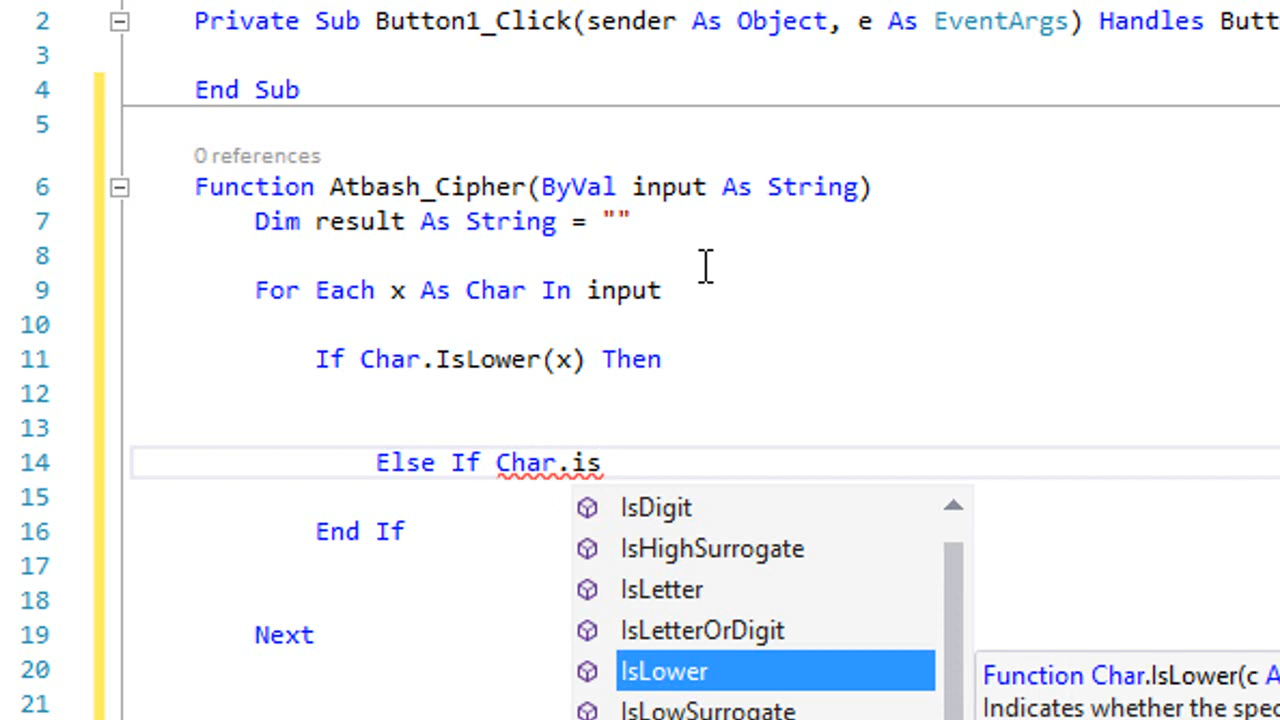 2 Private Sub Button1_Click(sender As Object, e As EventArgs) Handles Butt
3
4 End Sub
5
0 references
6 Function Atbash_Cipher(ByVal input As String)
7 Dim result As String = ""
8
9 For Each x As Char In input
10
11 If Char.IsLower(x) Then
12
13
14 Else If Char.is
15
IsDigit
16 End If
IsHighSurrogate
17
IsLetter
18
IsLetterOrDigit
19 Next
20
IsLower
Function Char.IsLower(c A
21
IsLowSurrogate
Indicates whether the spec